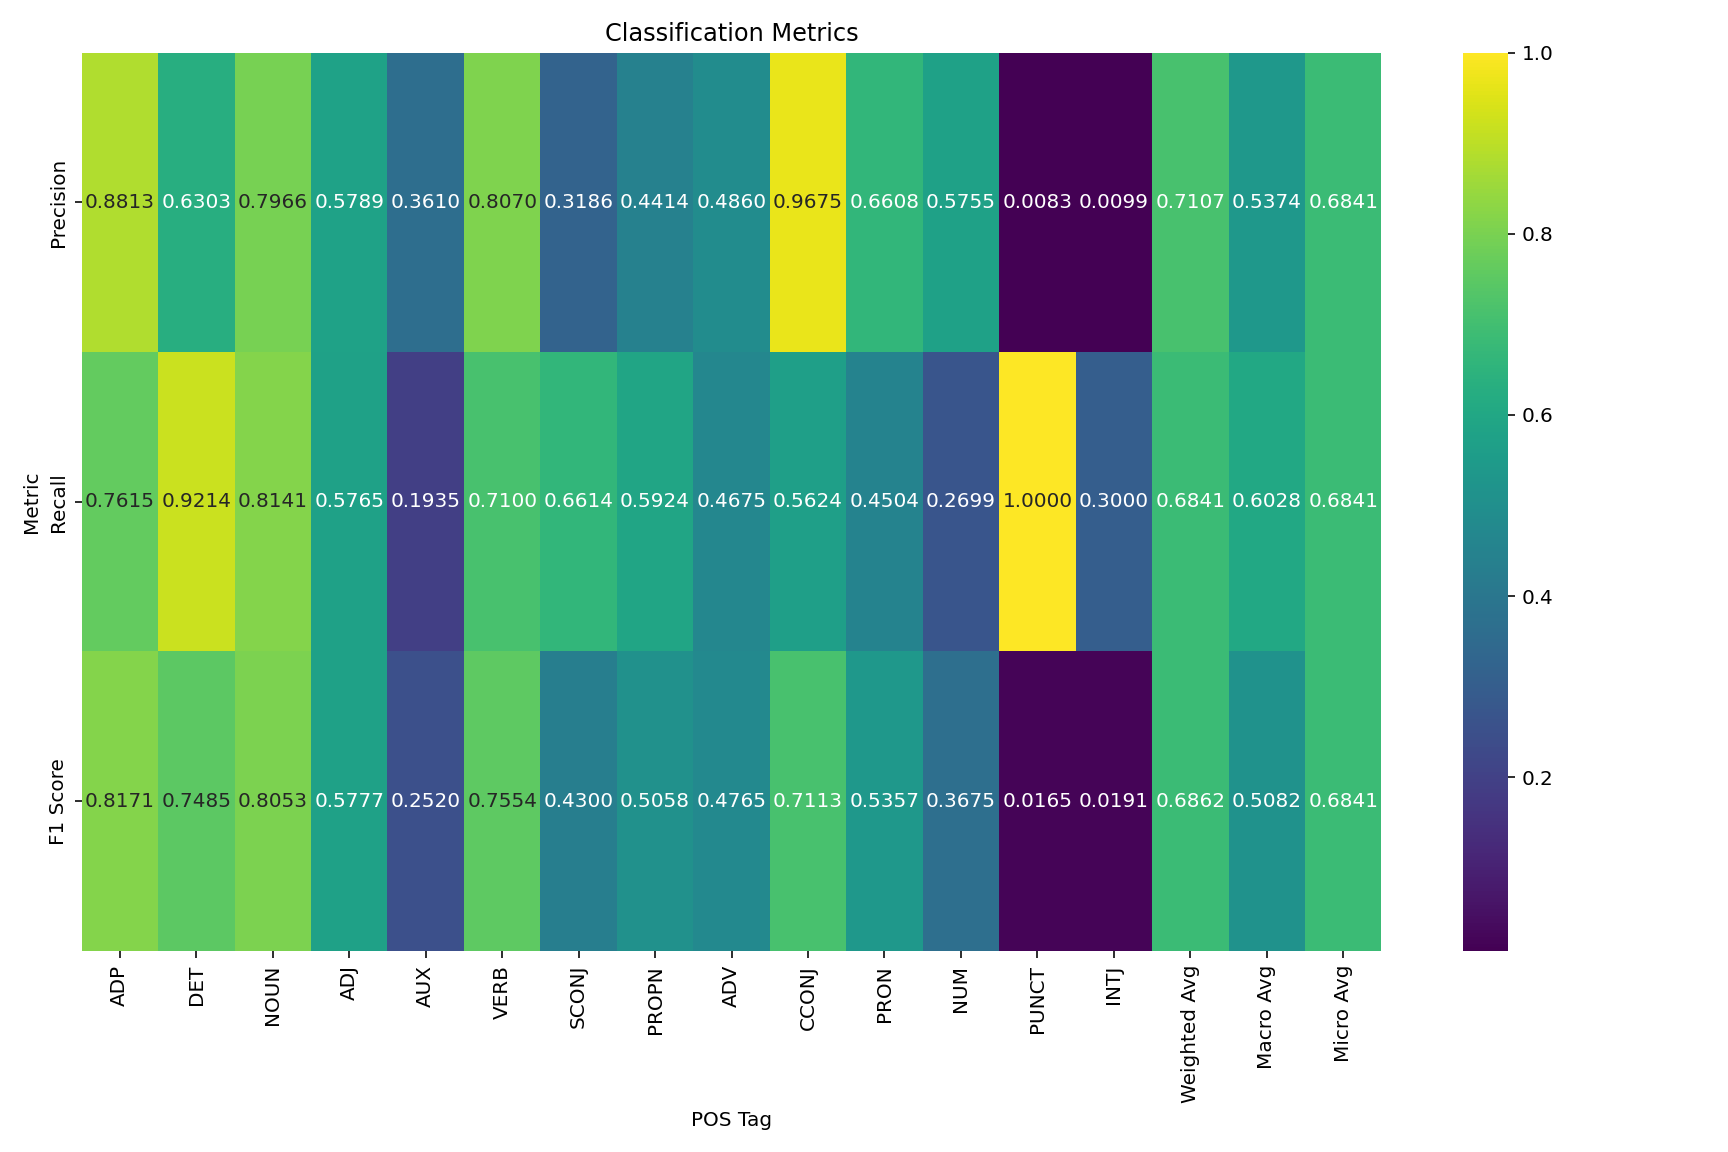 Classification Metrics
Metric
Precision
0.8813 0.6303 0.7966 0.5789 0.3610 0.8070 0.3186 0.4414 0.4860 0.9675 0.6608 0.5755 0.0083 0.0099 0.7107 0.5374 0.6841
Recall
0.7615 0.9214 0.8141 0.5765 0.1935 0.7100 0.6614 0.5924 0.4675 0.5624 0.4504 0.2699 1.0000 0.3000 0.6841 0.6028 0.6841
F1 Score
0.8171 0.7485 0.8053 0.5777 0.2520 0.7554 0.4300 0.5058 0.4765 0.7113 0.5357 0.3675 0.0165 0.0191 0.6862 0.5082 0.6841
ADP
DET
NOUN
ADJ
AUX
VERB
SCONJ
PROPN
ADV
CCONJ
PRON
NUM
PUNCT
INTJ
Weighted Avg
Macro Avg
Micro Avg
POS Tag
1.0
0.8
0.6
0.4
0.2